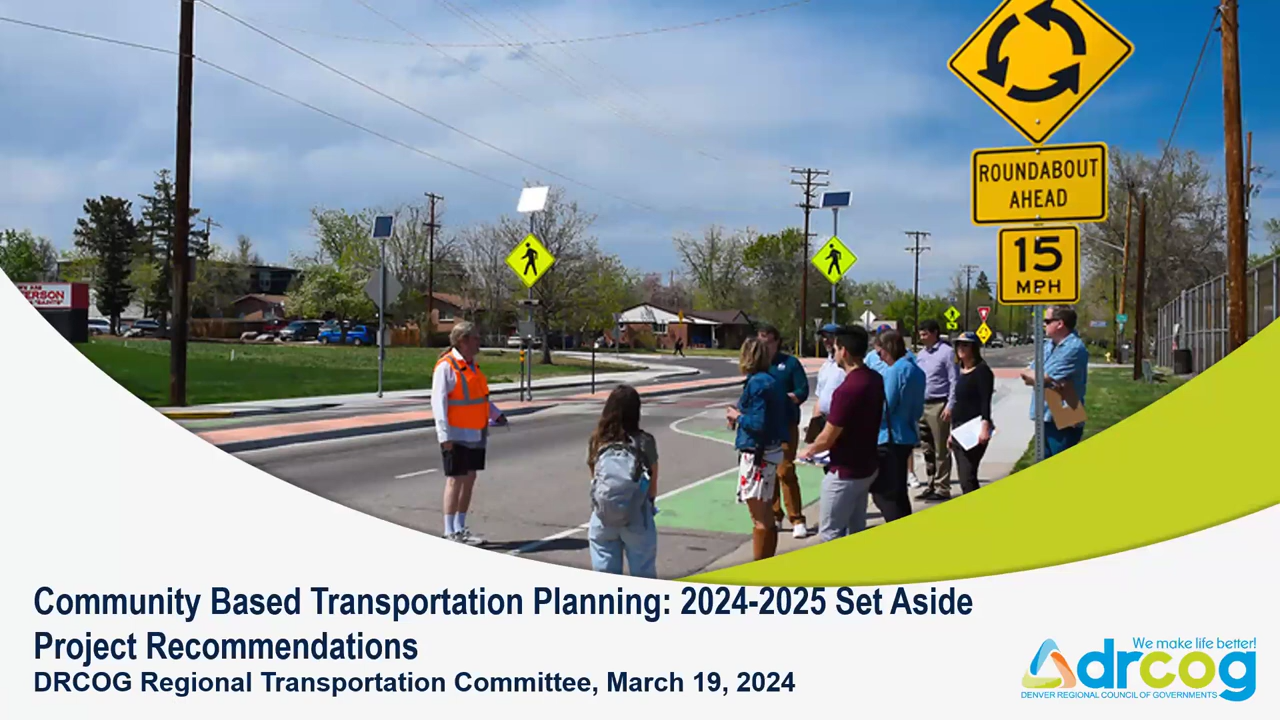 ROUNDABOUT
AHEAD
15
MPH
Community Based Transportation Planning: 2024-2025 Set Aside
Project Recommendations
DRCOG Regional Transportation Committee, March 19, 2024
We make life better!
drcog
DENVER REGIONAL COUNCIL OF GOVERNMENTS